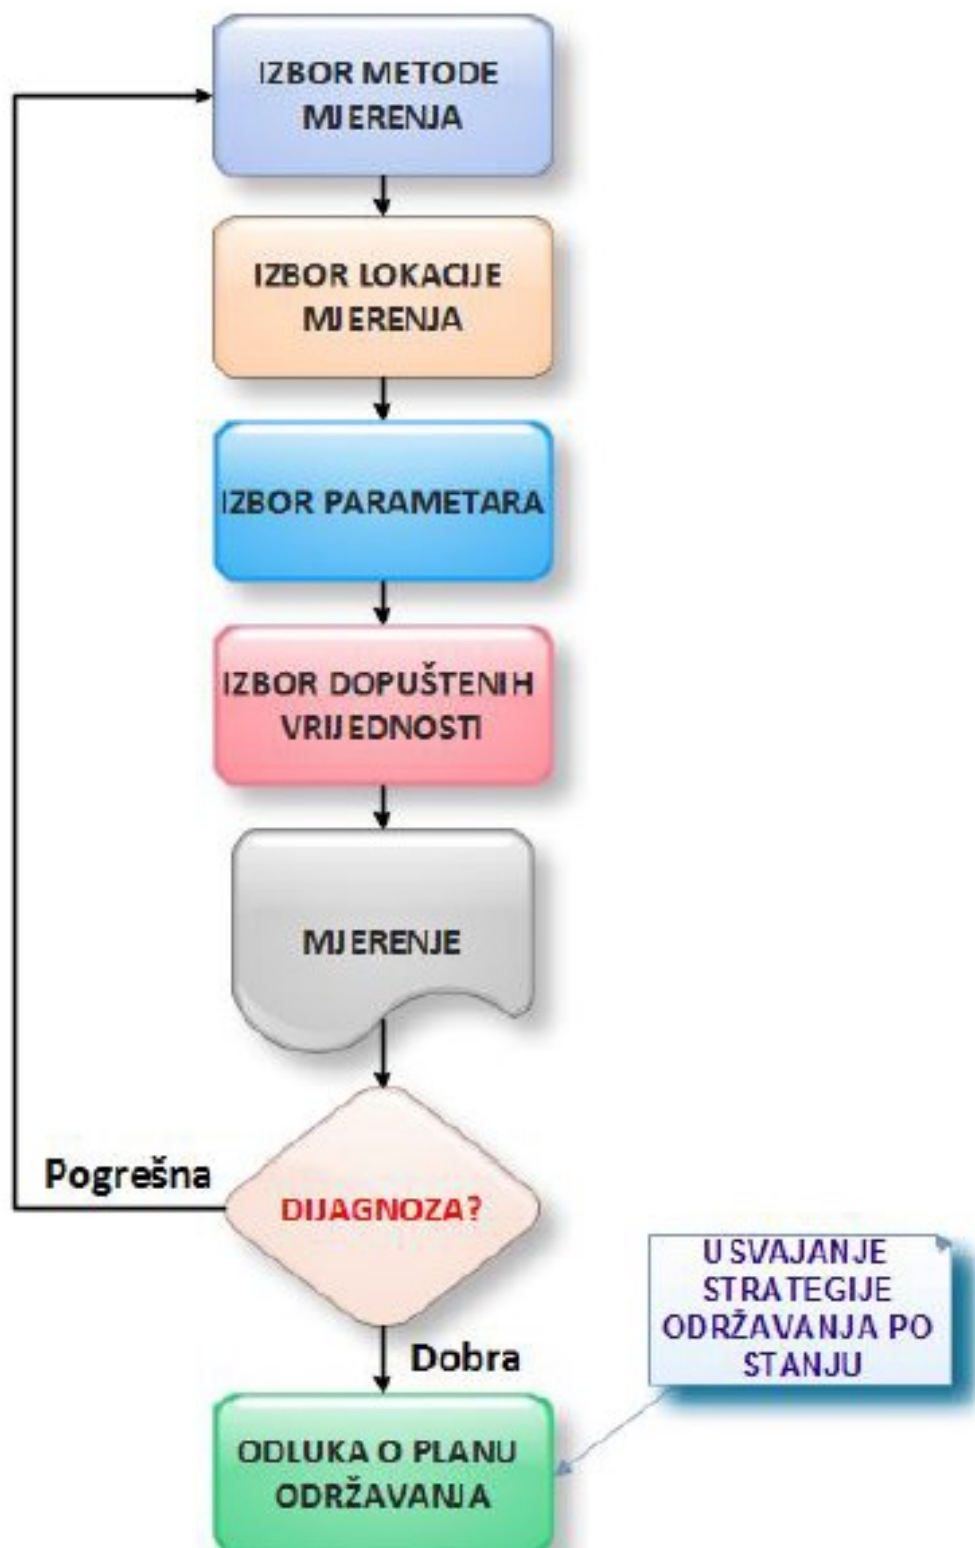 IZBOR METODE
MJERENJA
IZBOR LOKACIJE
MJERENJA
IZBOR PARAMETARA
IZBOR DOPUŠTENIH
VRIJEDNOSTI
MJERENJE
Pogrešna
DIJAGNOZA?
Dobra
USVAJANJE
STRATEGIJE
ODRŽAVANJA PO
STANJU
ODLUKA O PLANU
ODRŽAVANJA